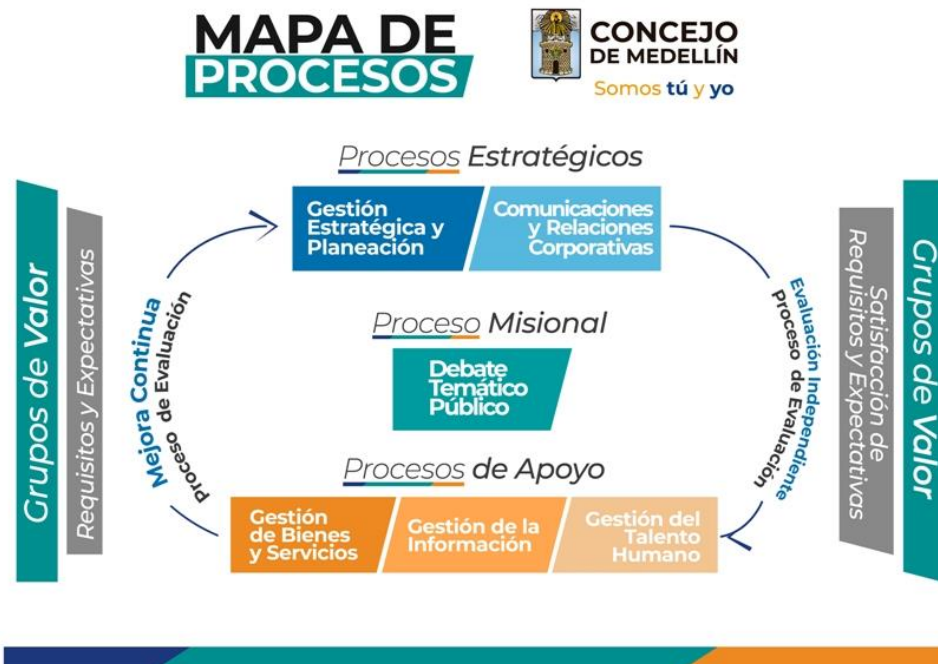 MAPA DE
PROCESOS
CONCEJO
DE MEDELLÍN
Somos tú y yo
Procesos Estratégicos
Gestión
Estratégica y
Planeación
Comunicaciones
y Relaciones
Corporativas
Grupos de Valor
Requisitos y Expectativas
Mejora Continua
Proceso de Evaluación
Proceso Misional
Debate
Temático
Público
Evaluación Independiente
Proceso de Evaluación
Satisfacción de
Requisitos y Expectativas
Grupos de Valor
Procesos de Apoyo
Gestión
de Bienes
y Servicios
Gestión de la
Información
Gestión del
Talento
Humano